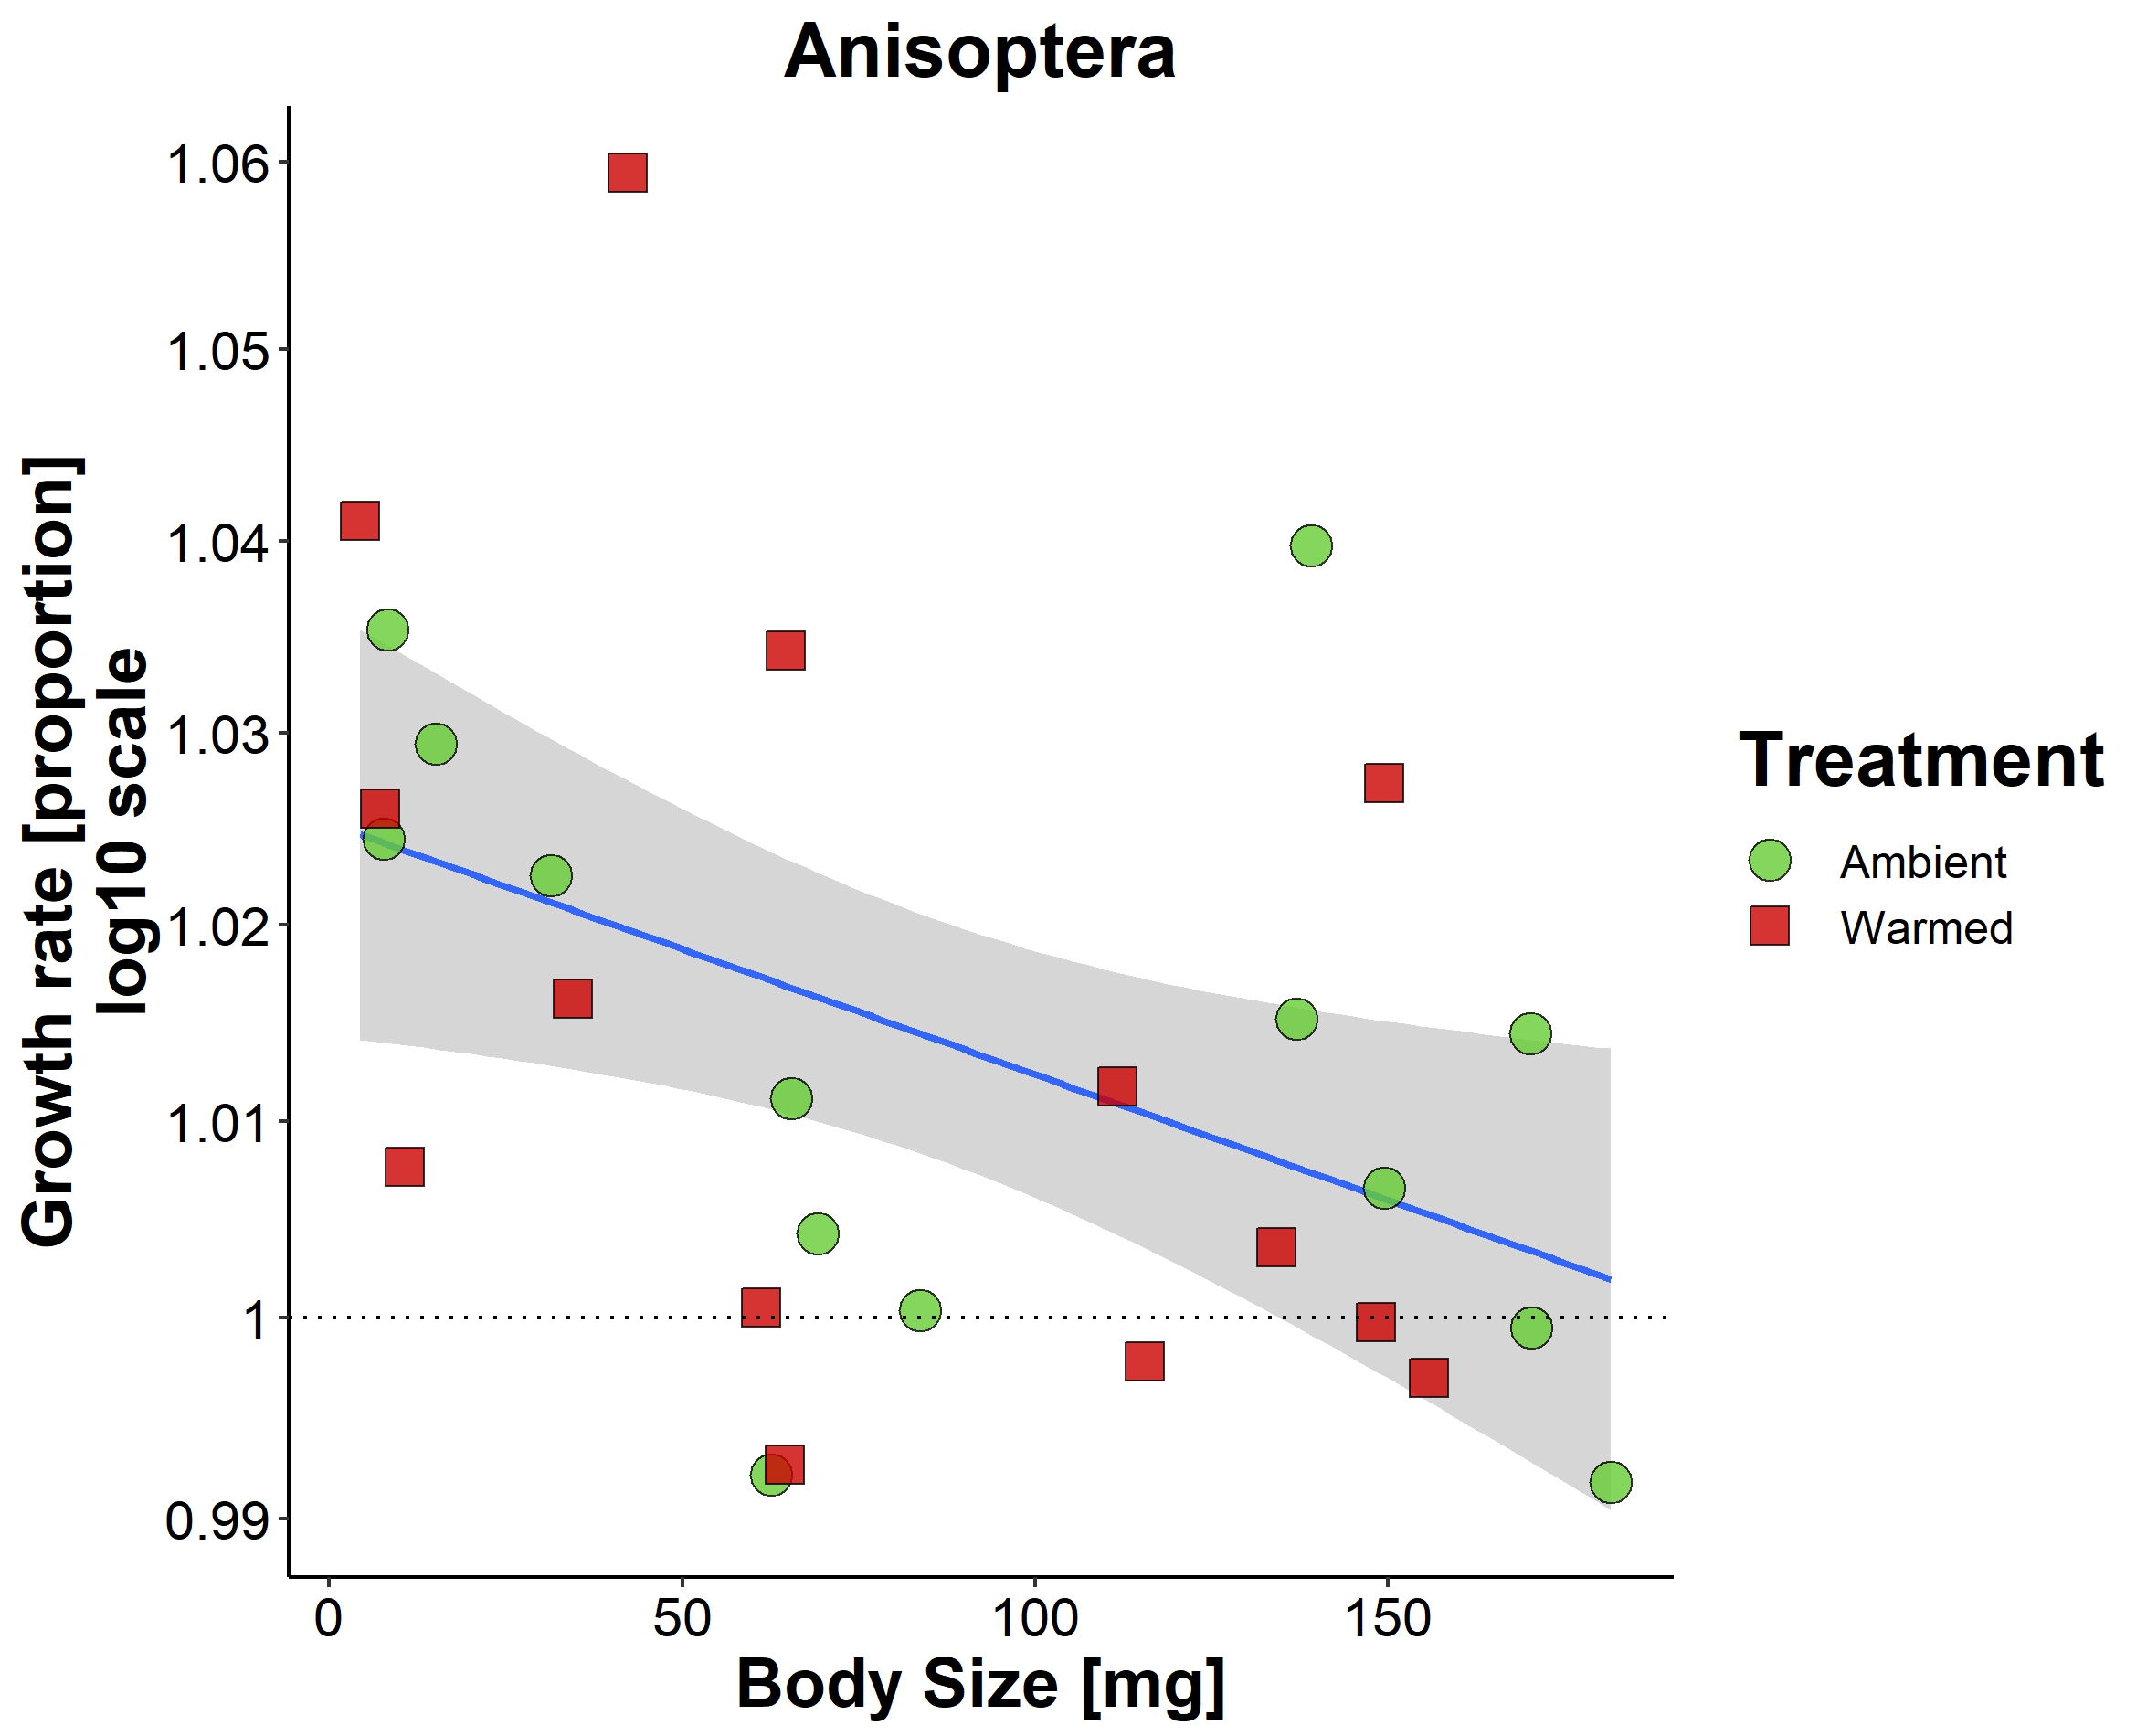 Anisoptera
Growth rate [proportion]
log10 scale
1.06
1.05
1.04
1.03
1.02
1.01
1
0.99
0
50
100
150
Body Size [mg]
Treatment
Ambient
Warmed